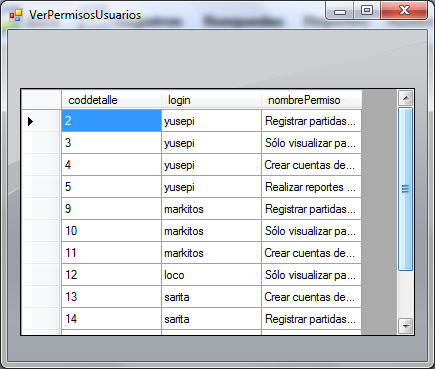 VerPermisosUsuarios
coddetalle login nombrePermiso
2 yusepi Registrar partidas...
3 yusepi Sólo visualizar pa...
4 yusepi Crear cuentas de...
5 yusepi Realizar reportes ...
9 markitos Registrar partidas...
10 markitos Sólo visualizar pa...
11 markitos Crear cuentas de...
12 loco Sólo visualizar pa...
13 sarita Crear cuentas de...
14 sarita Registrar partidas...